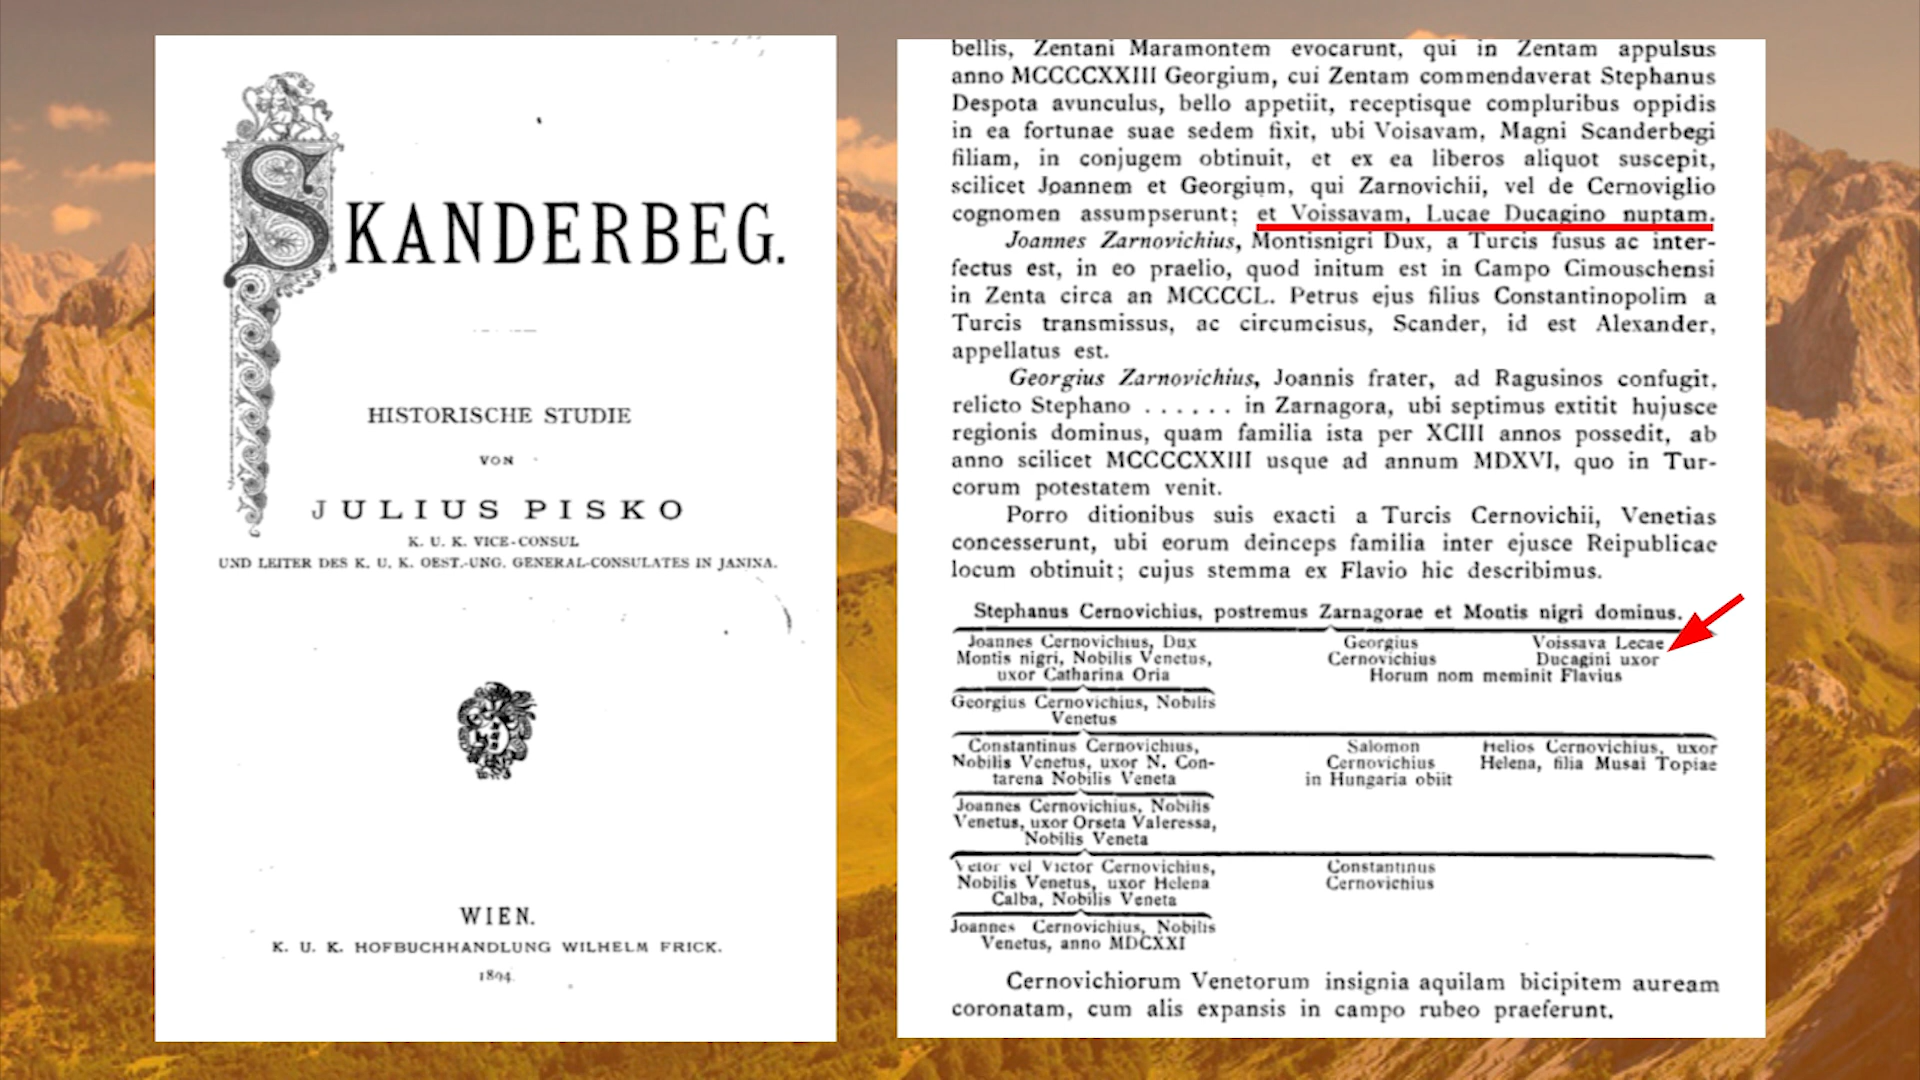 SKANDERBEG.
HISTORISCHE STUDIE
VON
JULIUS PISKO
K. U. K. VICE-CONSUL
UND LEITER DES K. U. K. OEST.-UNG. GENERAL-CONSULATES IN JANINA.
WIEN.
K. U. K. HOFBUCHHANDLUNG WILHELM FRICK.
1894.
bellis, Zentani Maramontem evocarunt, qui in Zentam appulsus
anno MCCCCXXIII Georgium, cui Zentam commendaverat Stephanus
Despota avunculus, bello appetiit, receptisque compluribus oppidis
in ea fortunae suae sedem fixit, ubi Voisavam, Magni Scanderbegi
filiam, in conjugem obtinuit, et ex ea liberos aliquot suscepit,
scilicet Joannem et Georgium, qui Zarnovichii, vel de Cernoviglio
cognomen assumpserunt; et Voissavam, Lucae Ducagino nuptam.
Joannes Zarnovichius, Montisnigri Dux, a Turcis fusus ac inter-
fectus est, in eo praelio, quod initum est in Campo Cimouschensi
in Zenta circa an MCCCCL. Petrus ejus filius Constantinopolim a
Turcis transmissus, ac circumcisus, Scander, id est Alexander,
appellatus est.
Georgius Zarnovichius, Joannis frater, ad Ragusinos confugit,
relicto Stephano . . . . . . in Zarnagora, ubi septimus extitit hujusce
regionis dominus, quam familia ista per XCIII annos possedit, ab
anno scilicet MCCCCXXIII usque ad annum MDXVI, quo in Tur-
corum potestatem venit.
Porro ditionibus suis exacti a Turcis Cernovichii, Venetias
concesserunt, ubi eorum deinceps familia inter ejusce Reipublicae
locum obtinuit; cujus stemma ex Flavio hic describimus.
Stephanus Cernovichius, postremus Zarnagorae et Montis nigri dominus.
Joannes Cernovichius, Dux
Montis nigri, Nobilis Venetus,
uxor Catharina Oria
Georgius
Cernovichius
Voissava Lecae
Ducagini uxor
Horum nom meminit Flavius
Georgius Cernovichius, Nobilis
Venetus
Constantinus Cernovichius,
Nobilis Venetus, uxor N. Con-
tarena Nobilis Veneta
Salomon
Cernovichius
in Hungaria obiit
Helios Cernovichius, uxor
Helena, filia Musai Topiae
Joannes Cernovichius, Nobilis
Venetus, uxor Orseta Valeressa,
Nobilis Veneta
Vetor vel Victor Cernovichius,
Nobilis Venetus, uxor Helena
Calba, Nobilis Veneta
Constantinus
Cernovichius
Joannes Cernovichius, Nobilis
Venetus, anno MDCXXI
Cernovichiorum Venetorum insignia aquilam bicipitem auream
coronatam, cum alis expansis in campo rubeo praeferunt.